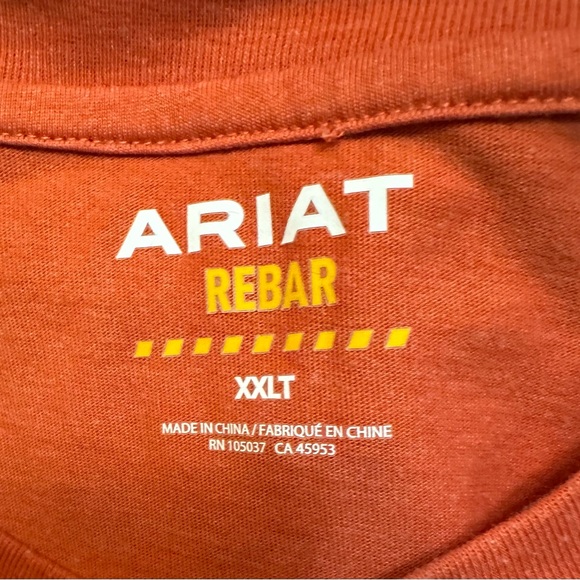 ARIAT
REBAR
XXLT
MADE IN CHINA / FABRIQUÉ EN CHINE
RN 105037 CA 45953